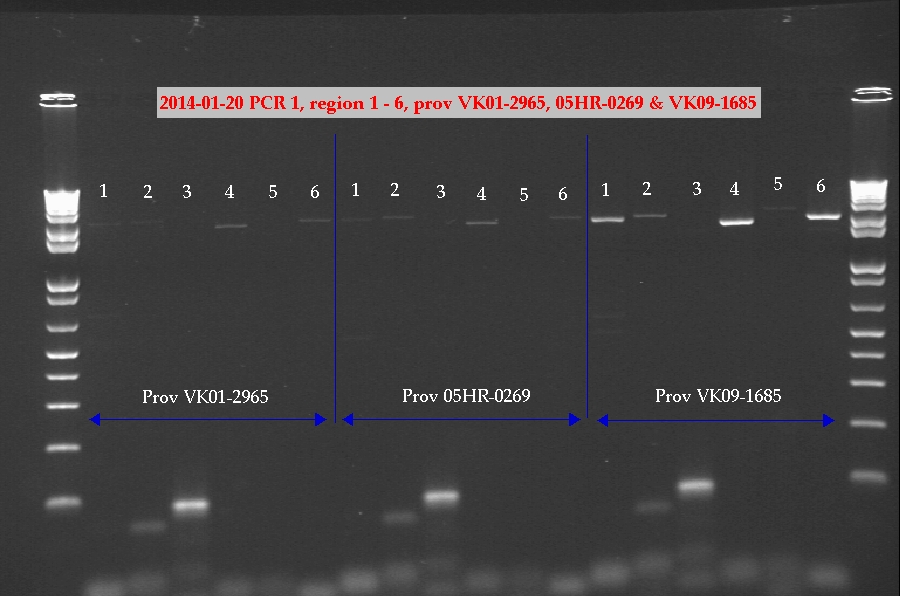 2014-01-20 PCR 1, region 1 - 6, prov VK01-2965, 05HR-0269 & VK09-1685
1 2 3 4 5 6 1 2 3 4 5 6 1 2 3 4 5 6
Prov VK01-2965 Prov 05HR-0269 Prov VK09-1685